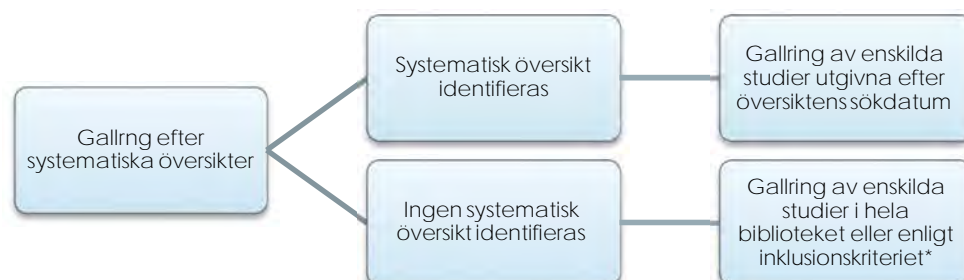 Gallrng efter
systematiska översikter
Systematisk översikt
identifieras
Gallring av enskilda
studier utgivna efter
översiktens sökdatum
Ingen systematisk
översikt identifieras
Gallring av enskilda
studier i hela
biblioteket eller enligt
inklusionskriteriet*